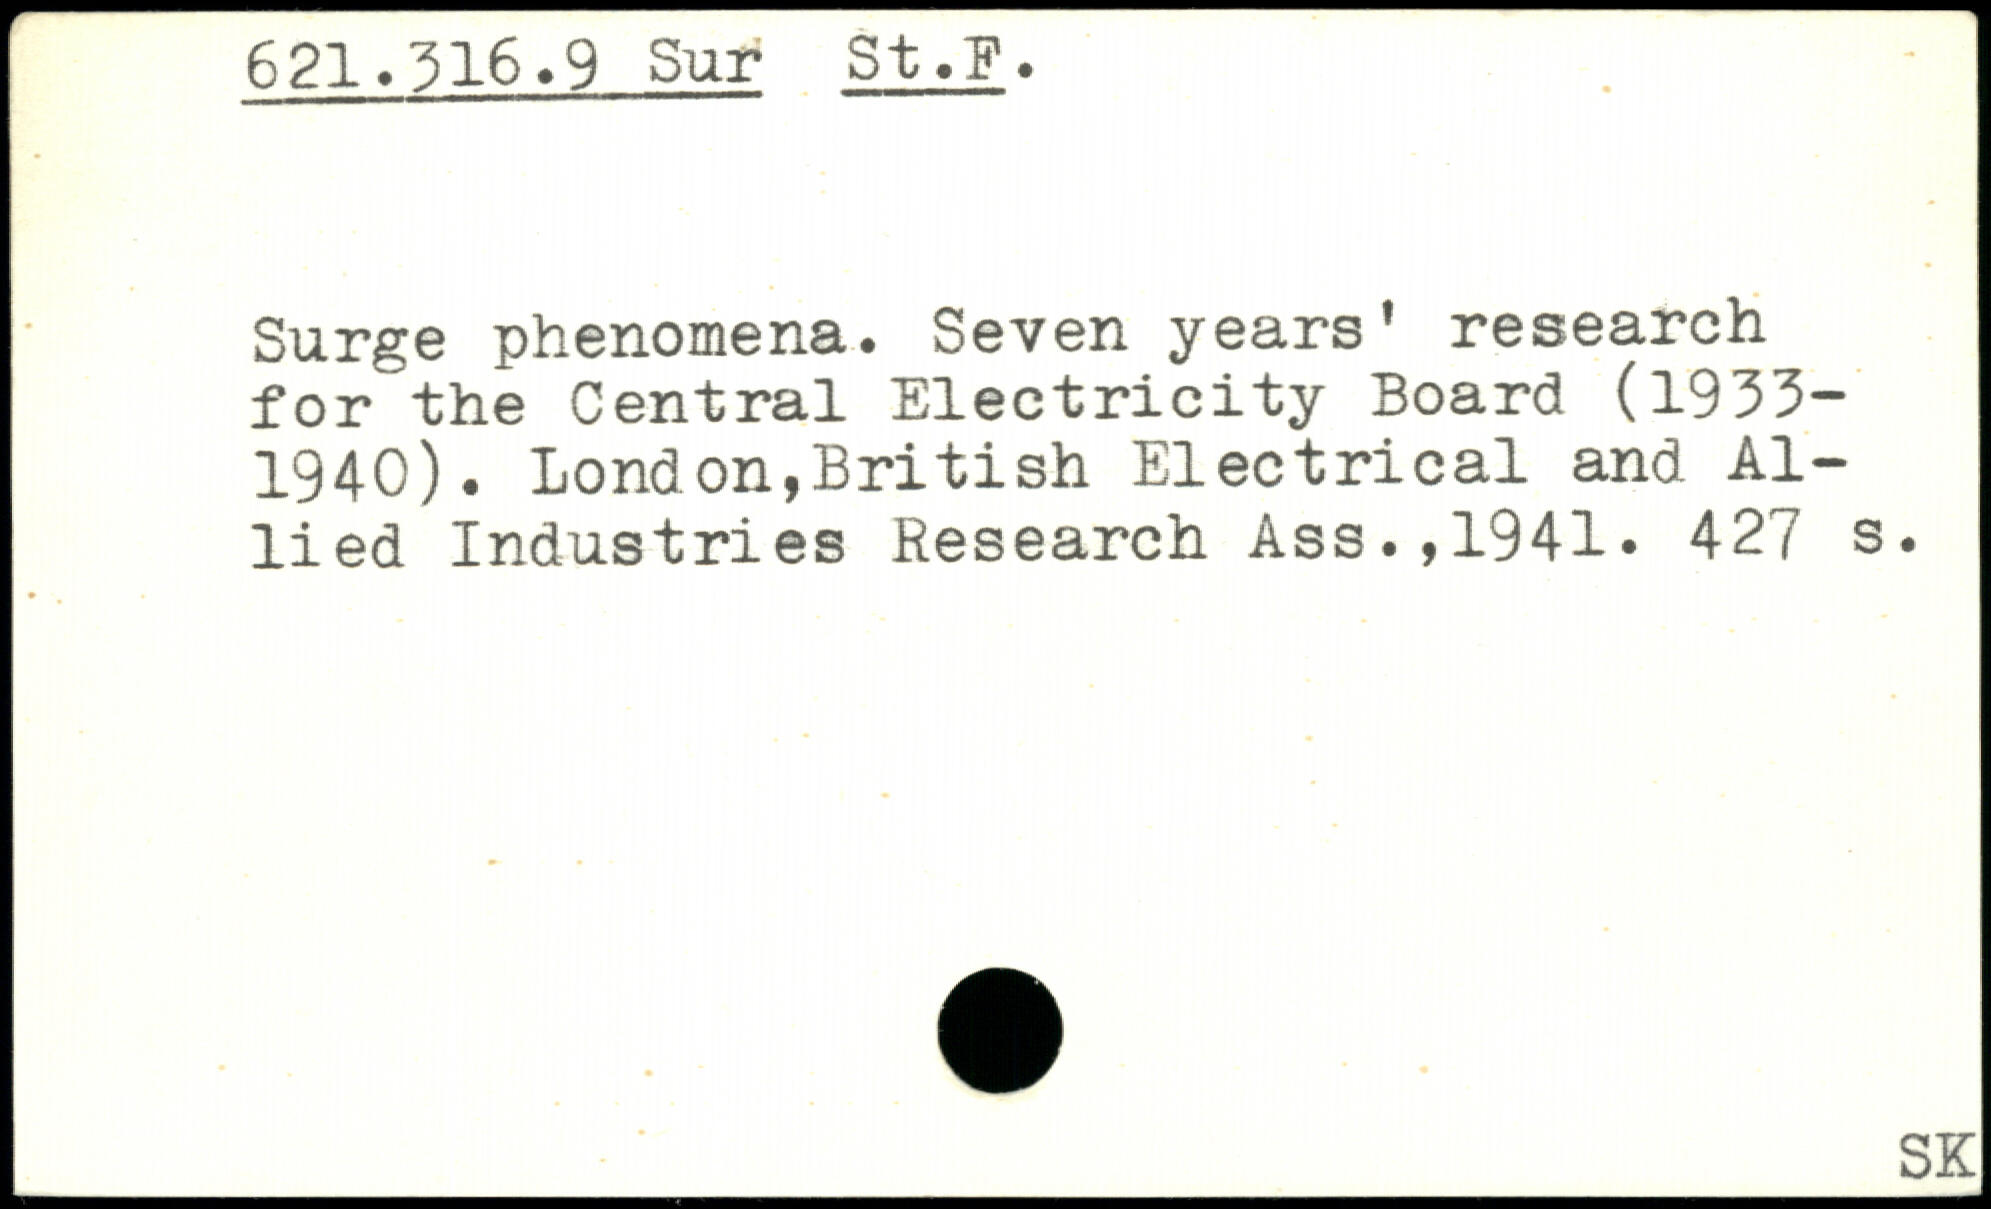 621.316.9 Sur St.F.
Surge phenomena. Seven years' research
for the Central Electricity Board (1933-
1940). London,British Electrical and Al-
lied Industries Research Ass.,1941. 427 s.
SK